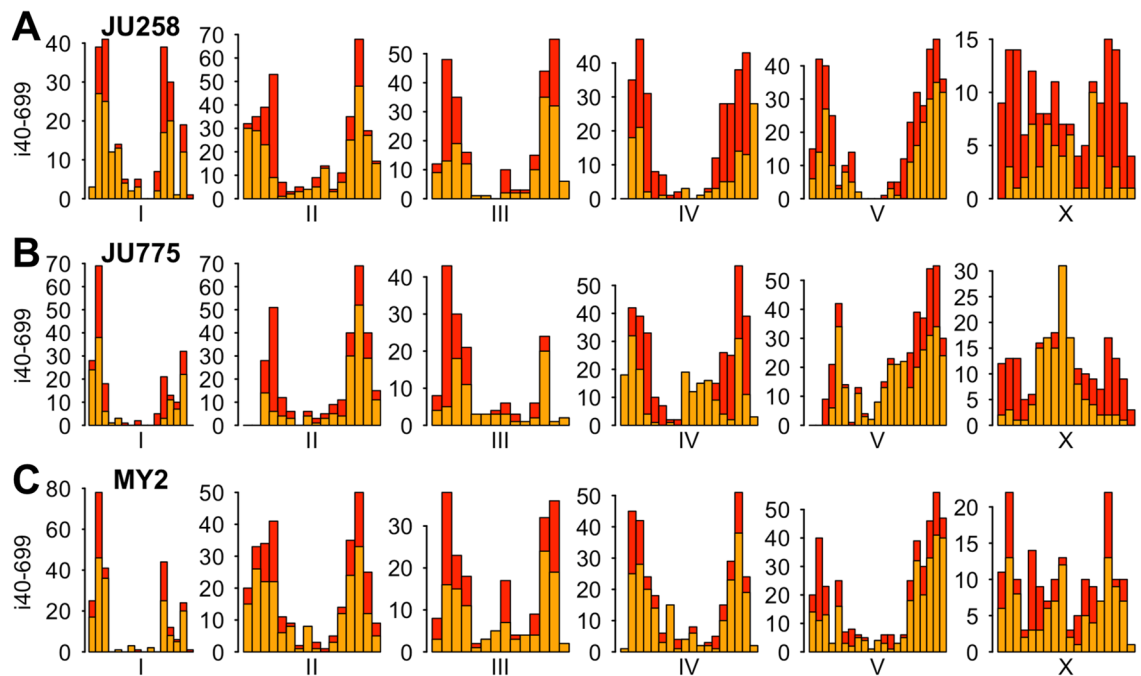 A JU258
i40-699
40 30 20 10 0
70 60 50 40 30 20 10 0
50 40 30 20 10 0
40 30 20 10 0
40 30 20 10 0
15 10 5 0
I II III IV V X
B JU775
i40-699
70 60 50 40 30 20 10 0
70 60 50 40 30 20 10 0
40 30 20 10 0
50 40 30 20 10 0
50 40 30 20 10 0
30 25 20 15 10 5 0
I II III IV V X
C MY2
i40-699
80 60 40 20 0
50 40 30 20 10 0
30 20 10 0
50 40 30 20 10 0
50 40 30 20 10 0
20 15 10 5 0
I II III IV V X